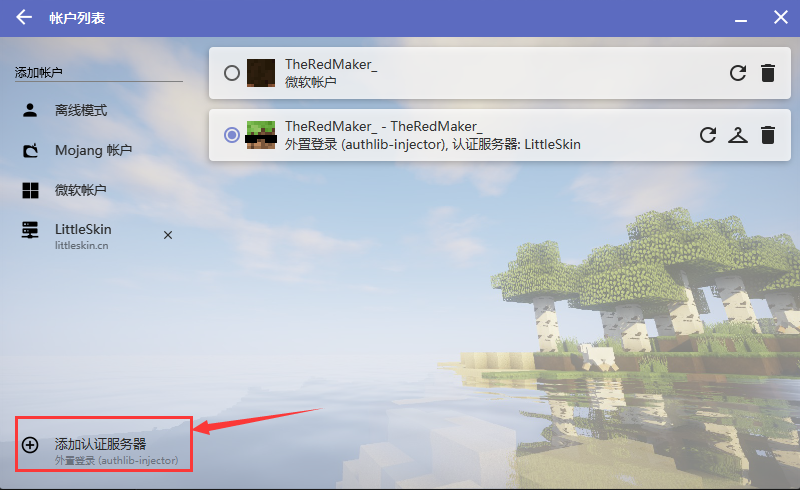 帐户列表
添加帐户
离线模式
Mojang 帐户
微软帐户
LittleSkin
littleskin.cn
添加认证服务器
外置登录 (authlib-injector)
TheRedMaker_
微软帐户
TheRedMaker_ - TheRedMaker_
外置登录 (authlib-injector), 认证服务器: LittleSkin